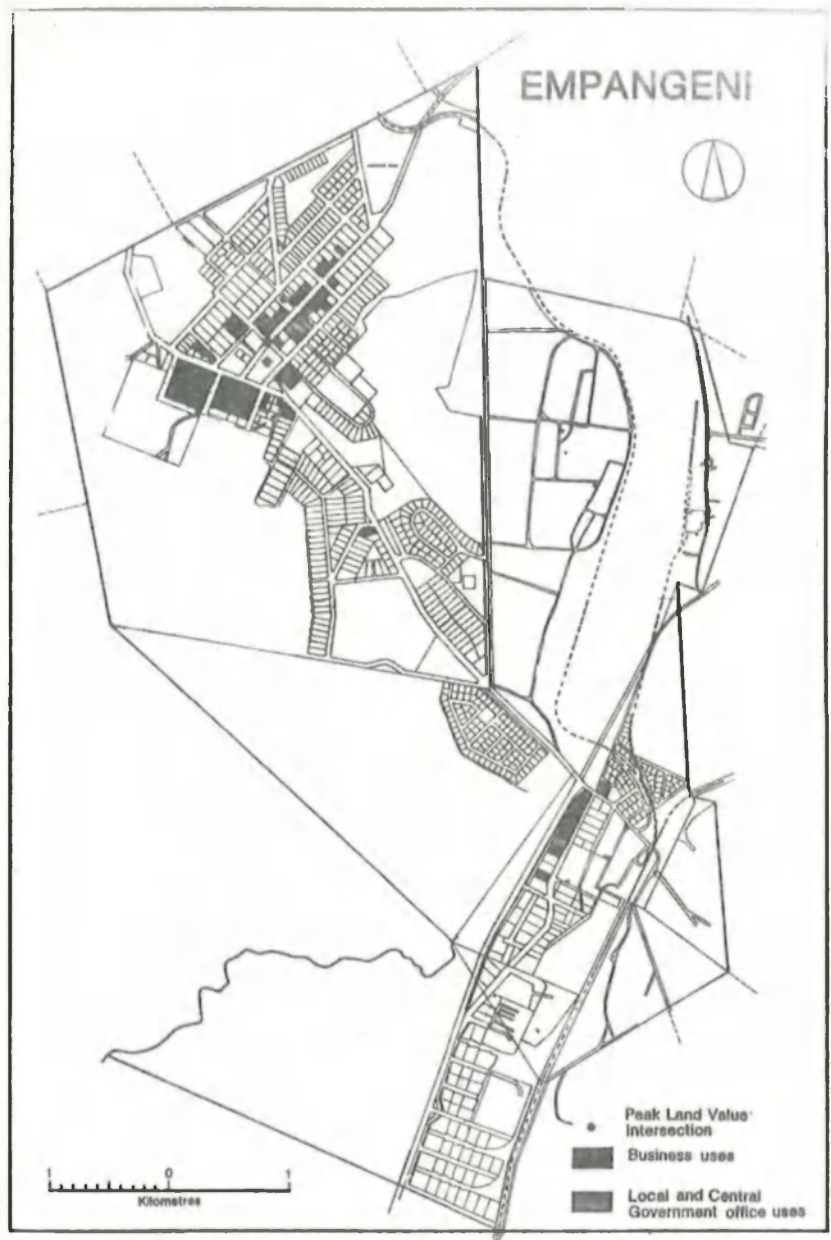 EMPANGENI
Peak Land Value
Intersection
Business uses
Local and Central
Government office uses
1 0 1
Kilometres